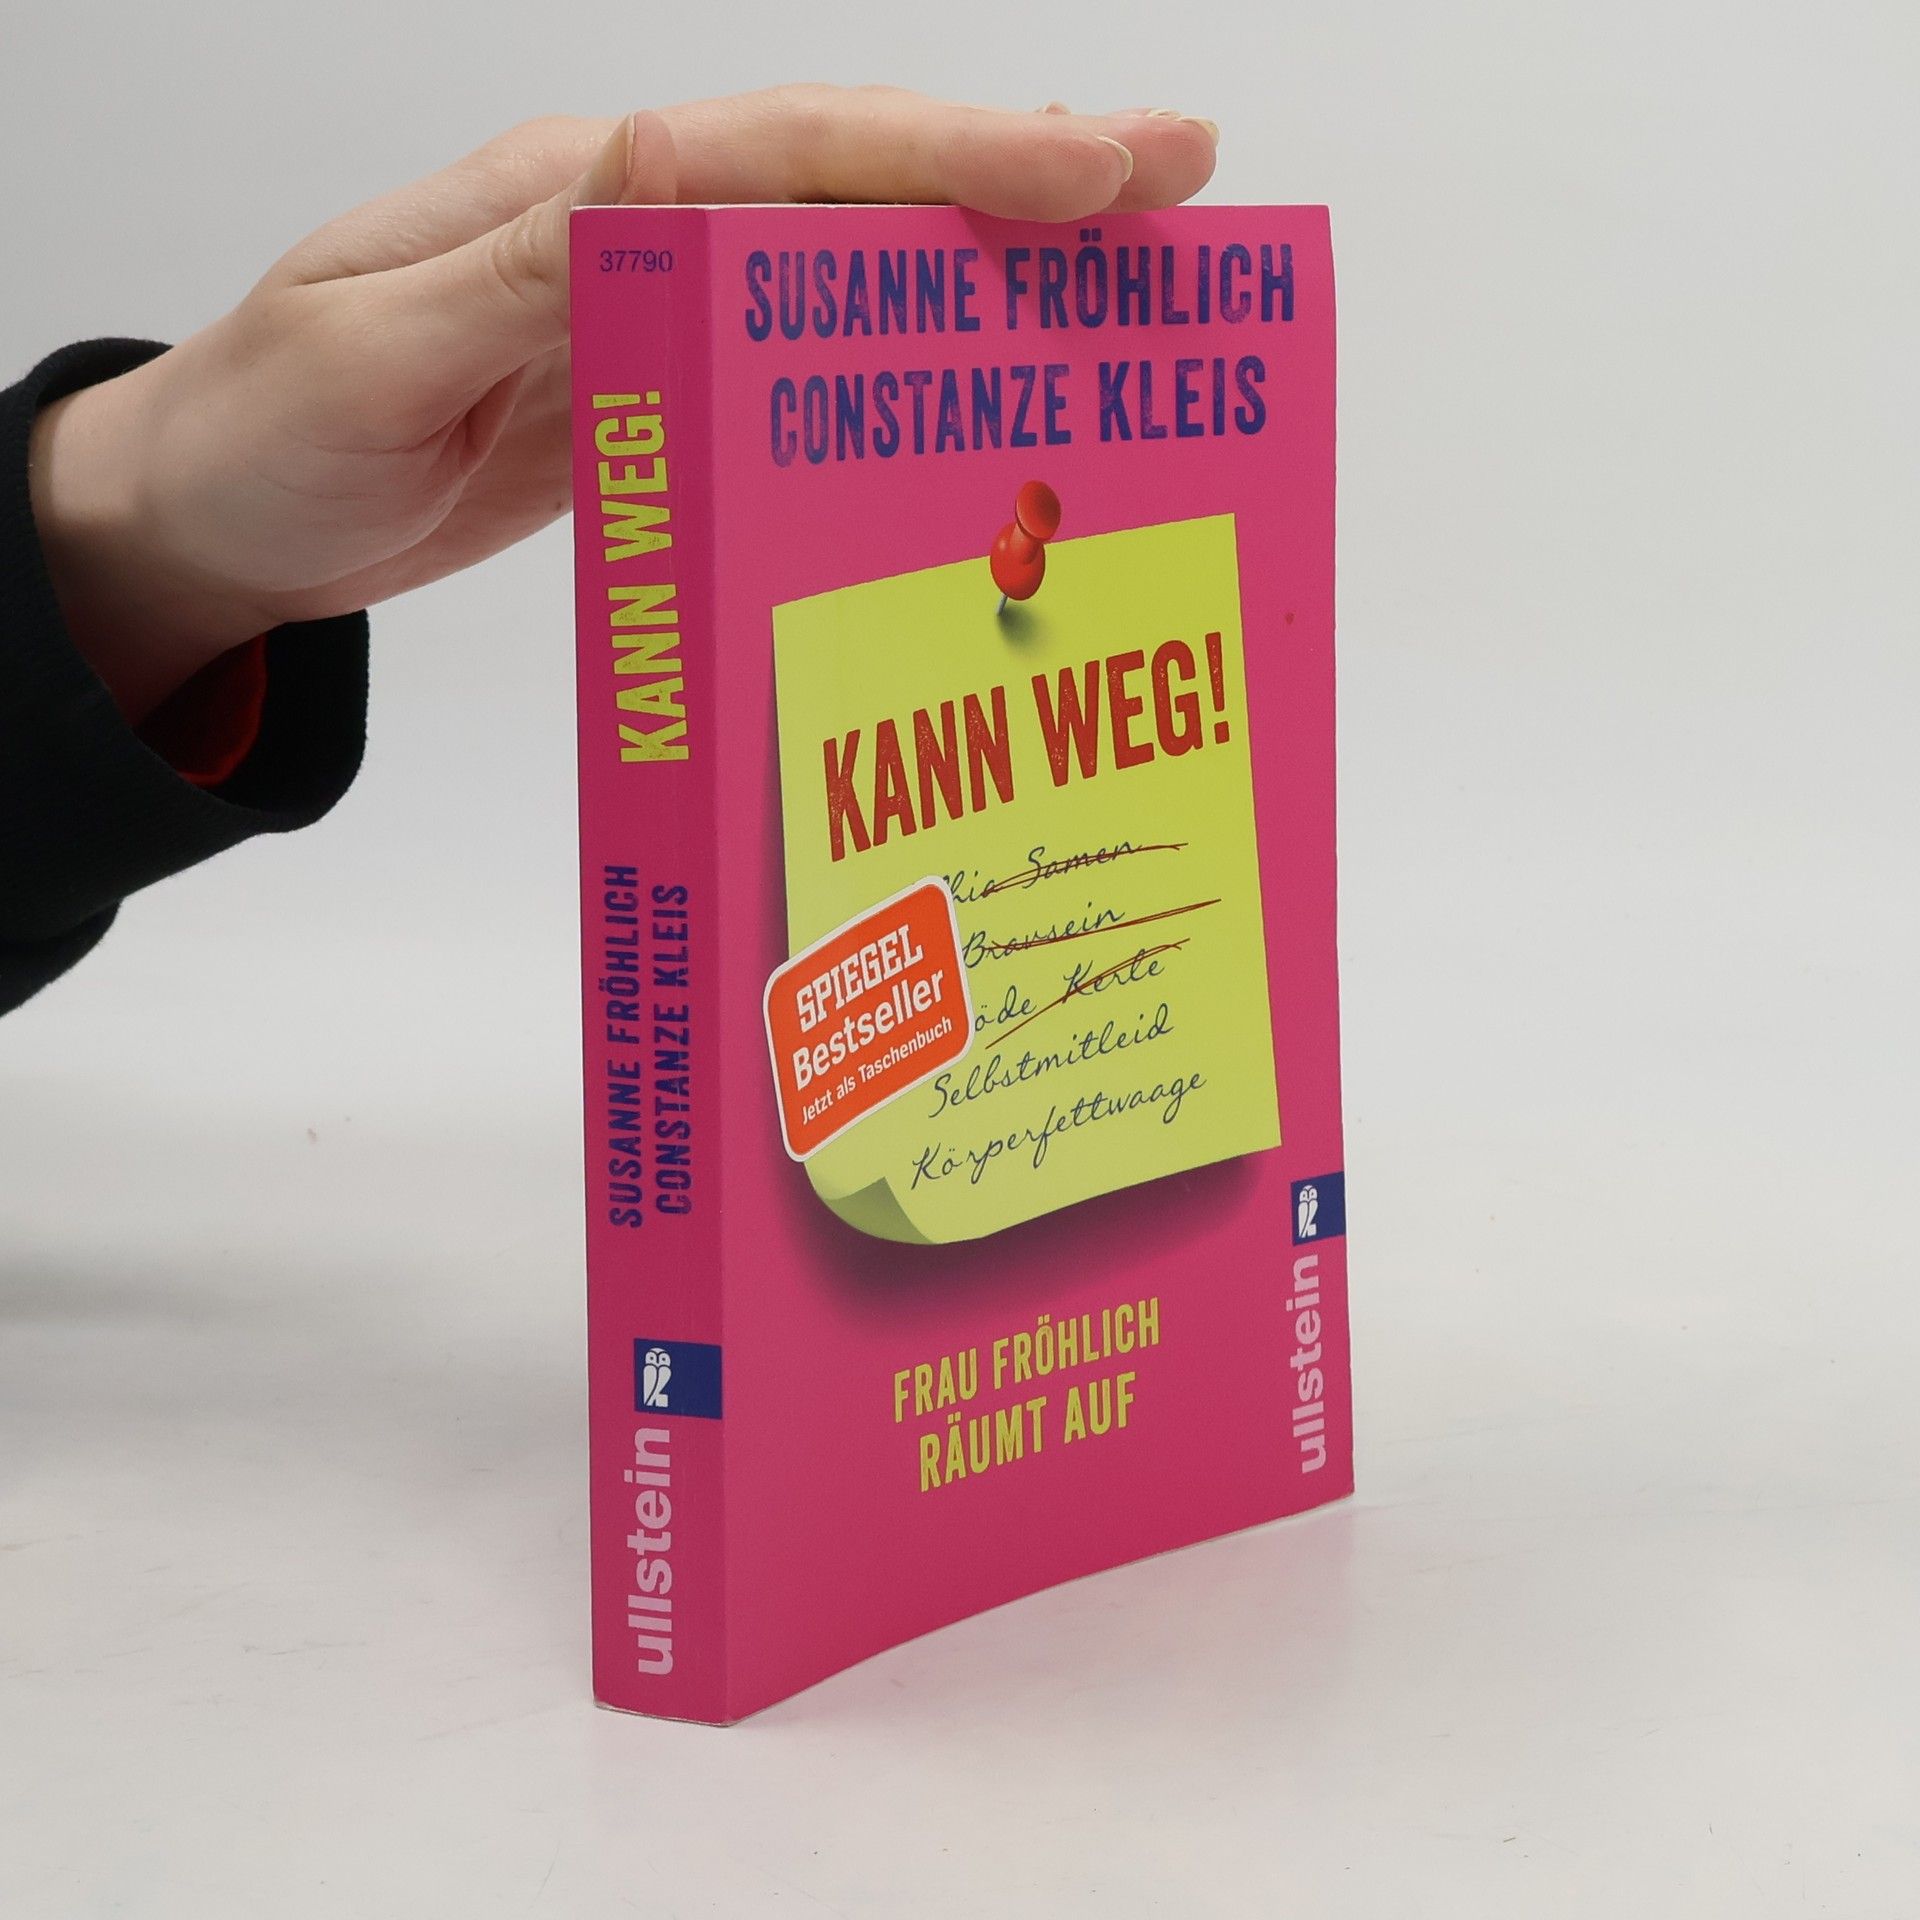 37790
KANN WEG!
SUSANNE FRÖHLICH
CONSTANZE KLEIS
ullstein
SUSANNE FRÖHLICH
CONSTANZE KLEIS
KANN WEG!
hia Samen
Bravsein
öde Kerle
Selbstmitleid
Körperfettwaage
SPIEGEL
Bestseller
Jetzt als Taschenbuch
FRAU FRÖHLICH
RÄUMT AUF
ullstein